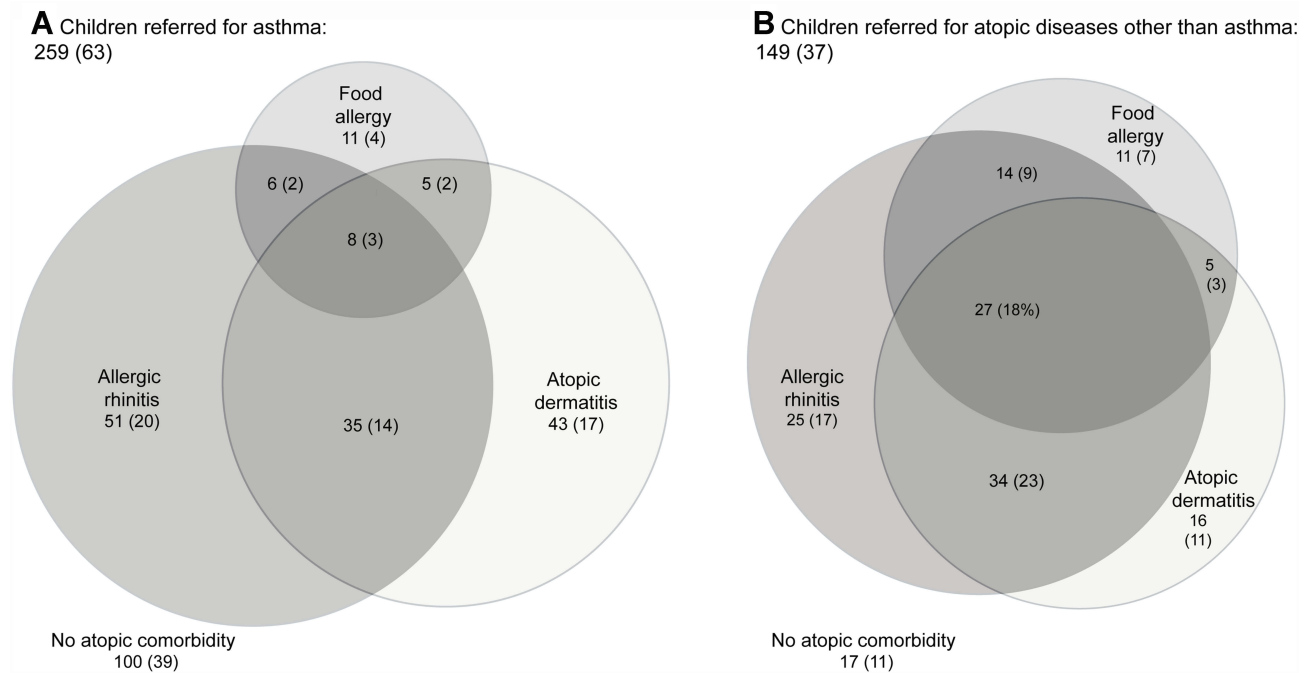 A Children referred for asthma:
259 (63)
Food
allergy
11 (4)
6 (2)
5 (2)
8 (3)
Allergic
rhinitis
51 (20)
35 (14)
Atopic
dermatitis
43 (17)
No atopic comorbidity
100 (39)
B Children referred for atopic diseases other than asthma:
149 (37)
Food
allergy
11 (7)
14 (9)
5
(3)
27 (18%)
Allergic
rhinitis
25 (17)
34 (23)
Atopic
dermatitis
16
(11)
No atopic comorbidity
17 (11)